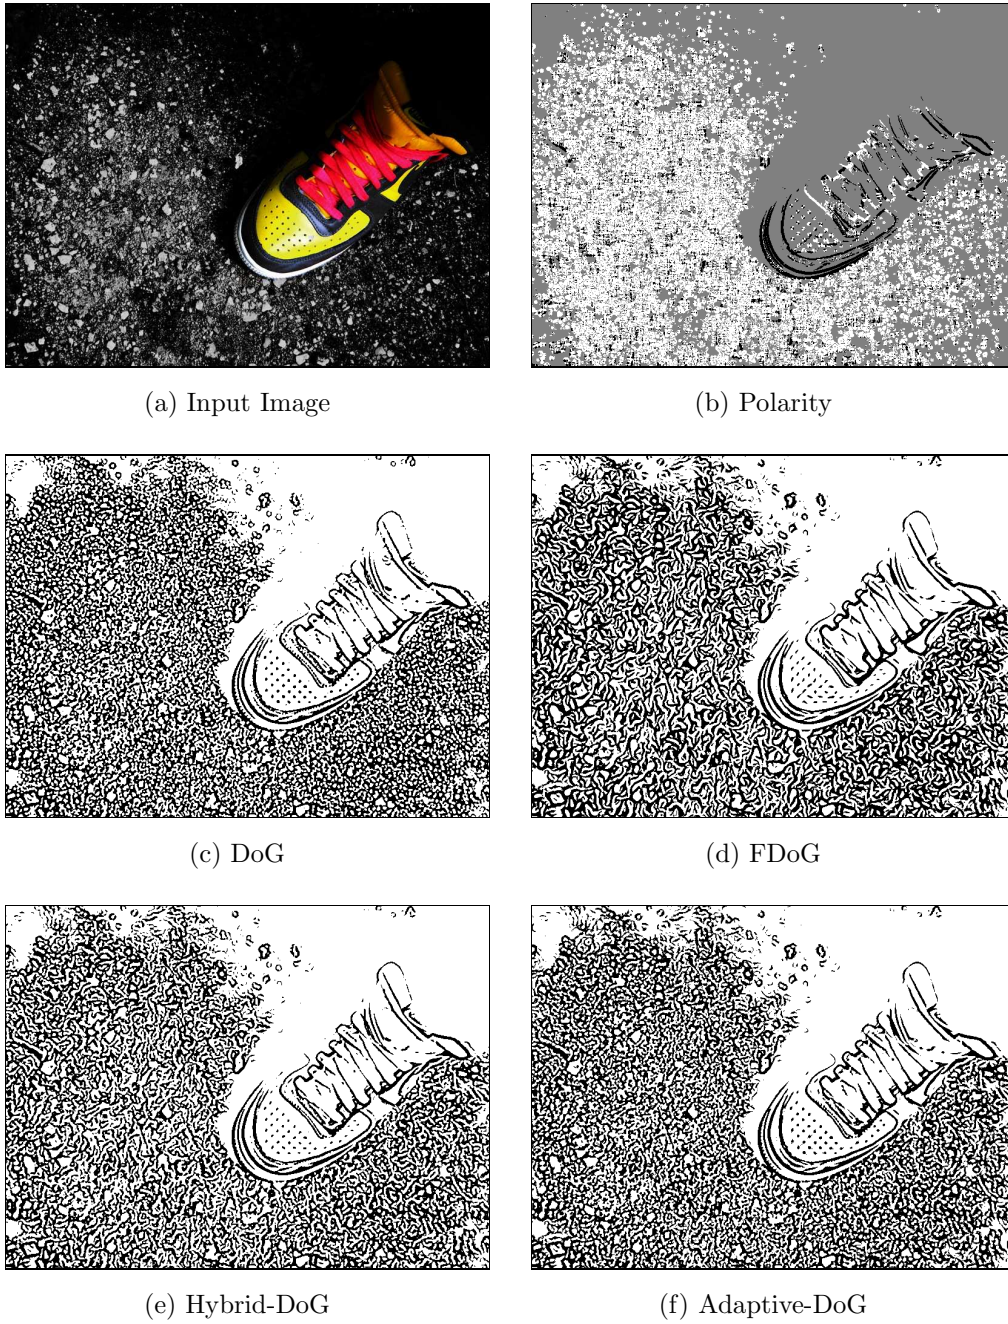 (a) Input Image
(b) Polarity
(c) DoG
(d) FDoG
(e) Hybrid-DoG
(f) Adaptive-DoG